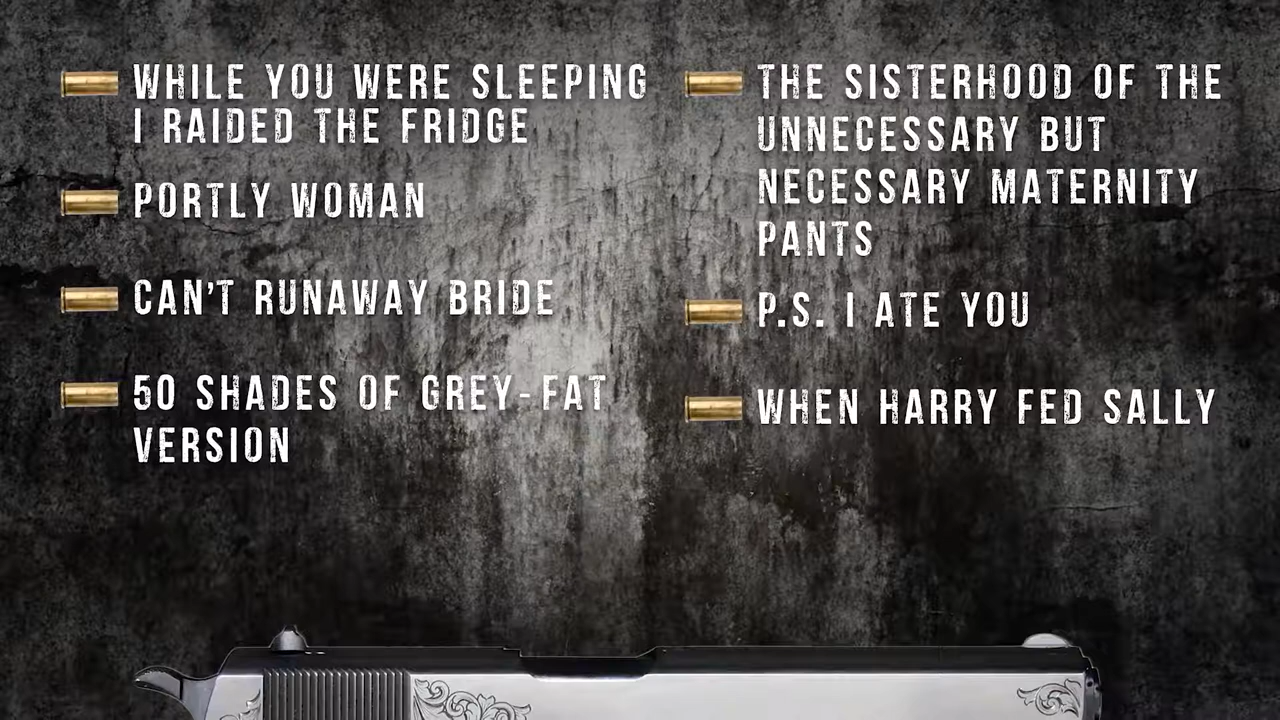 WHILE YOU WERE SLEEPING
I RAIDED THE FRIDGE
PORTLY WOMAN
CAN'T RUNAWAY BRIDE
50 SHADES OF GREY-FAT
VERSION
THE SISTERHOOD OF THE
UNNECESSARY BUT
NECESSARY MATERNITY
PANTS
P.S. I ATE YOU
WHEN HARRY FED SALLY